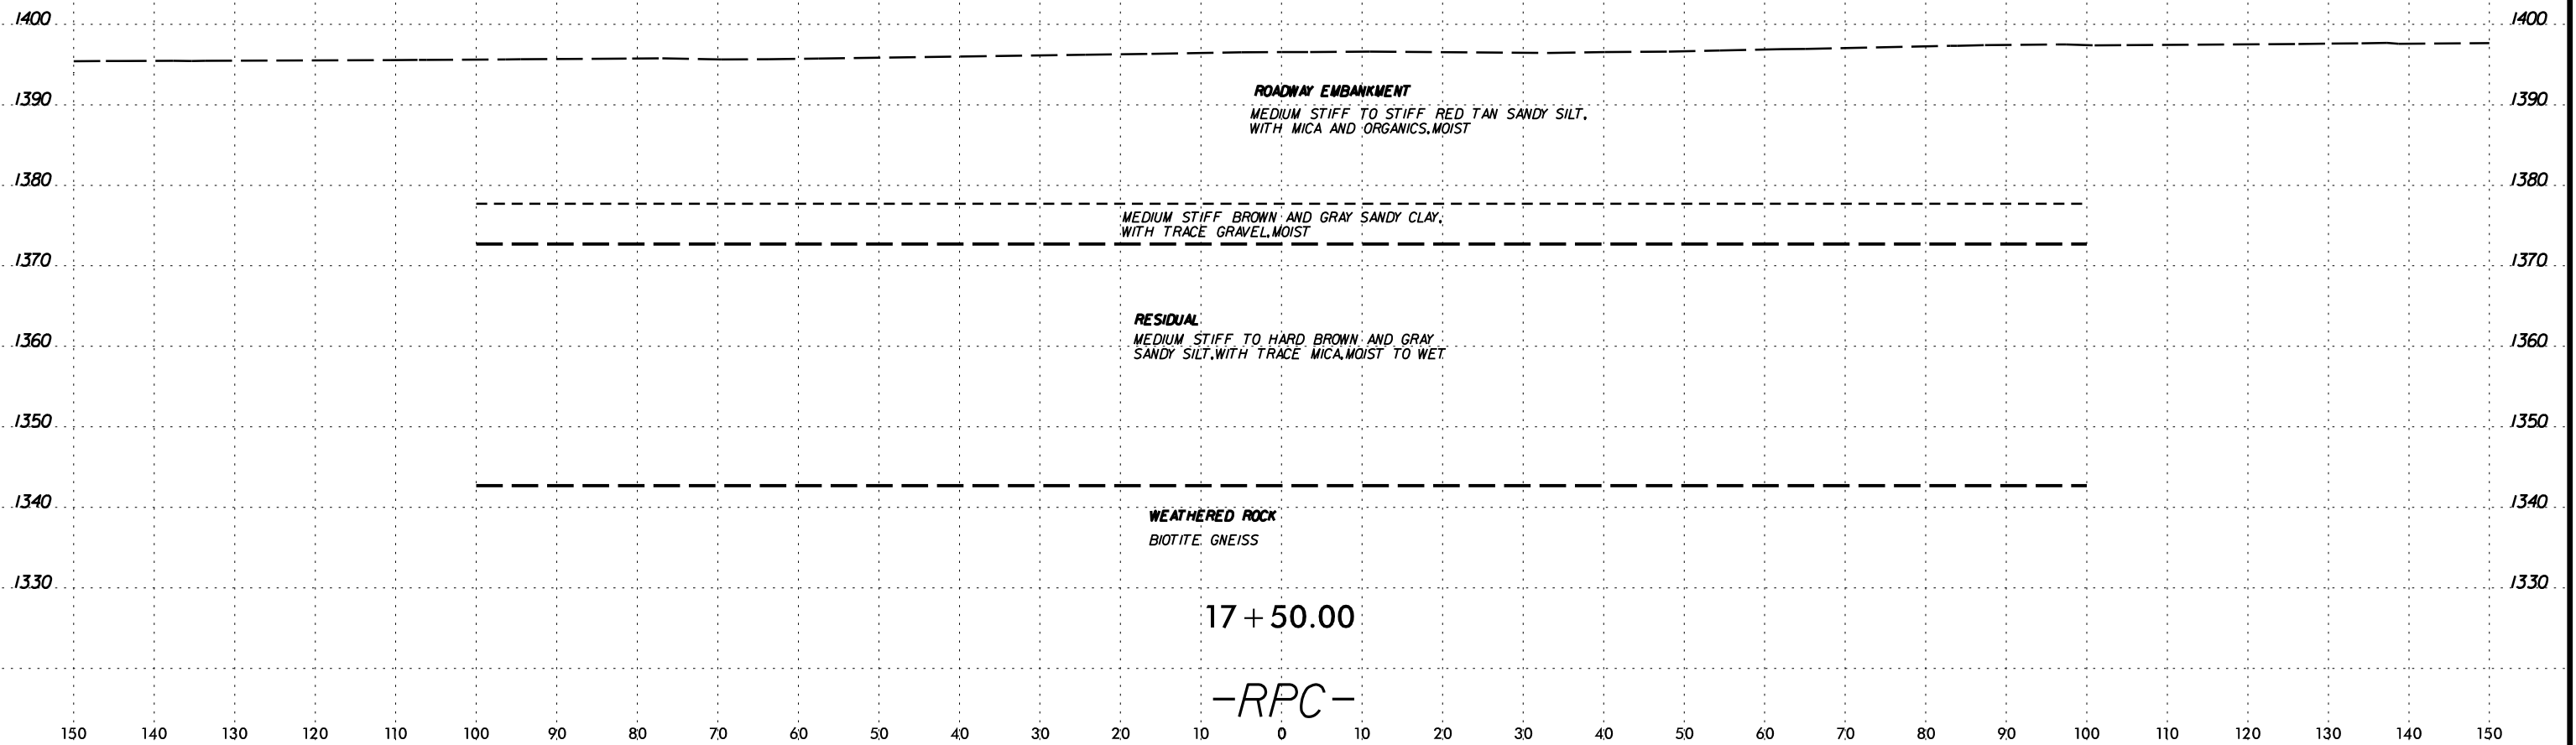 1400 1400
1390 1390
ROADWAY EMBANKMENT
MEDIUM STIFF TO STIFF RED TAN SANDY SILT,
WITH MICA AND ORGANICS,MOIST
1380 1380
MEDIUM STIFF BROWN AND GRAY SANDY CLAY,
WITH TRACE GRAVEL,MOIST
1370 1370
RESIDUAL
MEDIUM STIFF TO HARD BROWN AND GRAY
SANDY SILT,WITH TRACE MICA,MOIST TO WET
1360 1360
1350 1350
1340 1340
WEATHERED ROCK
BIOTITE GNEISS
1330 1330
17+50.00
-RPC-
150 140 130 120 110 100 90 80 70 60 50 40 30 20 10 0 10 20 30 40 50 60 70 80 90 100 110 120 130 140 150